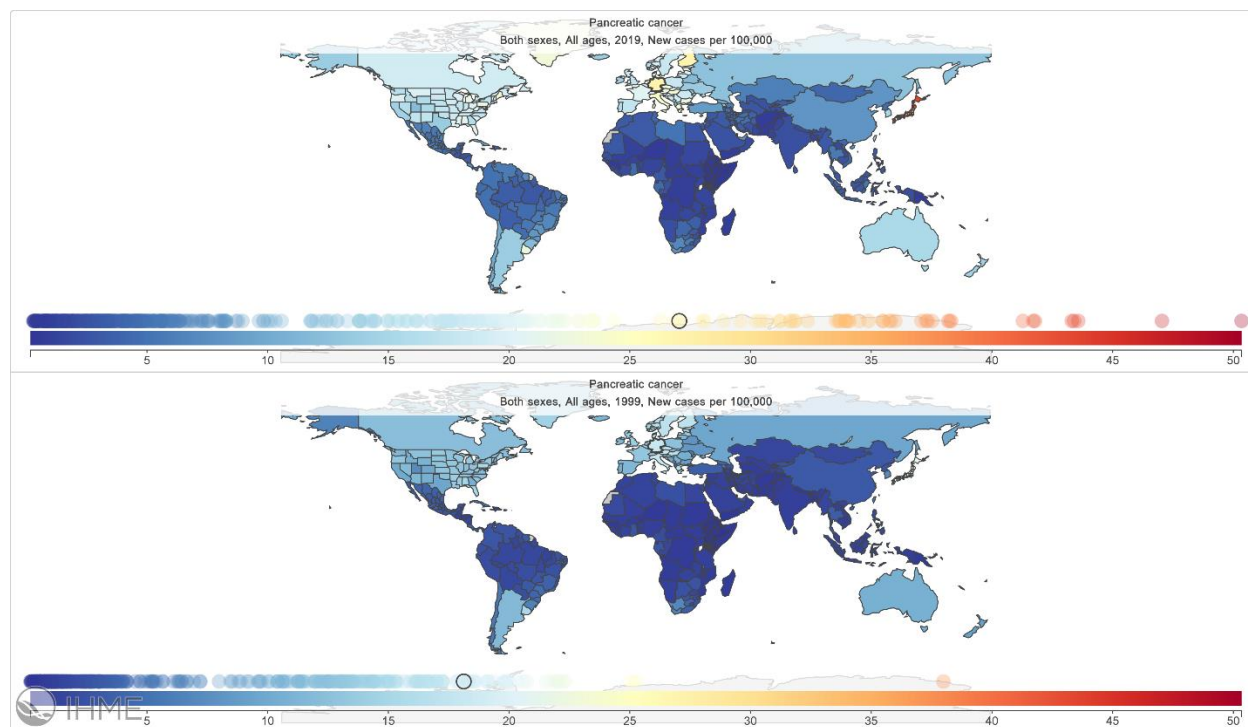 Pancreatic cancer
Both sexes, All ages, 2019, New cases per 100,000
5 10 15 20 25 30 35 40 45 50
Pancreatic cancer
Both sexes, All ages, 1999, New cases per 100,000
5 10 15 20 25 30 35 40 45 50
IHME